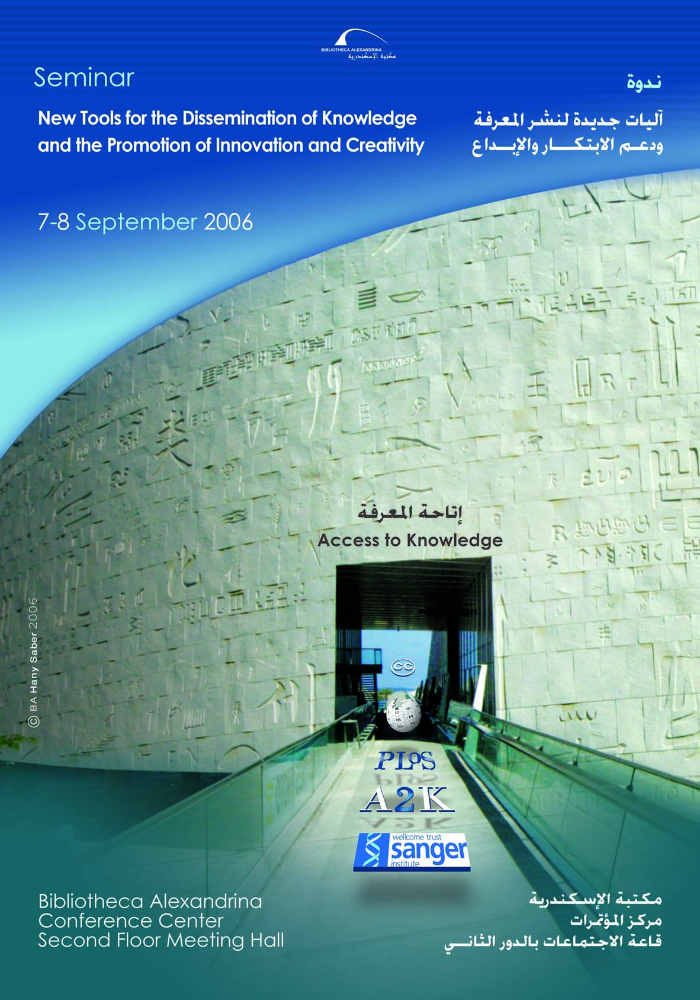 BIBLIOTHECA ALEXANDRINA
مكتبة الإسكندرية
Seminar
ندوة
New Tools for the Dissemination of Knowledge
and the Promotion of Innovation and Creativity
آليات جديدة لنشر المعرفة
ودعم الابتكار والإبداع
7-8 September 2006
إتاحة المعرفة
Access to Knowledge
© BA Hany Saber 2006
cc
PLoS
A2K
wellcome trust
sanger
institute
Bibliotheca Alexandrina
Conference Center
Second Floor Meeting Hall
مكتبة الإسكندرية
مركز المؤتمرات
قاعة الاجتماعات بالدور الثاني